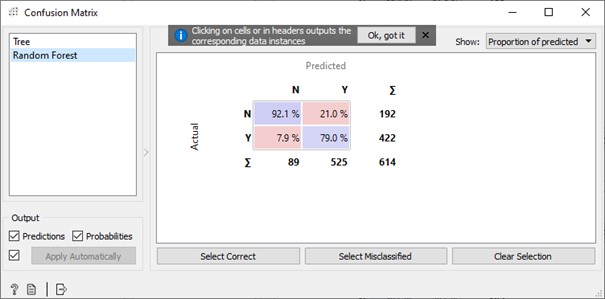 Confusion Matrix
Tree
Random Forest
Clicking on cells or in headers outputs the
corresponding data instances
Ok, got it
Show: Proportion of predicted
Predicted
N Y Σ
Actual
N 92.1 % 21.0 % 192
Y 7.9 % 79.0 % 422
Σ 89 525 614
Output
Predictions Probabilities
Apply Automatically
Select Correct Select Misclassified Clear Selection